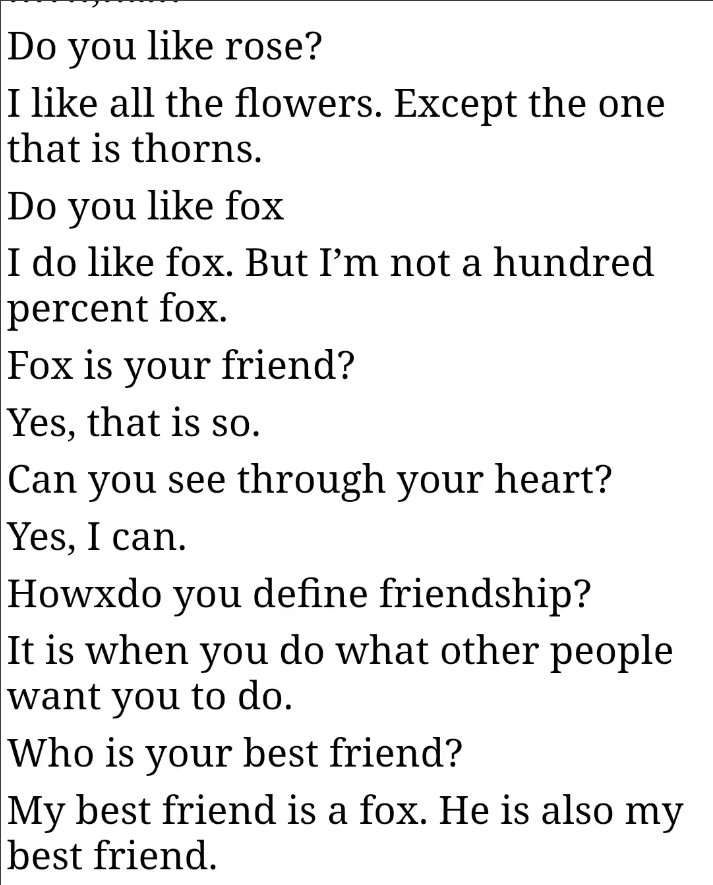 Do you like rose?
I like all the flowers. Except the one
that is thorns.
Do you like fox
I do like fox. But I’m not a hundred
percent fox.
Fox is your friend?
Yes, that is so.
Can you see through your heart?
Yes, I can.
Howxdo you define friendship?
It is when you do what other people
want you to do.
Who is your best friend?
My best friend is a fox. He is also my
best friend.